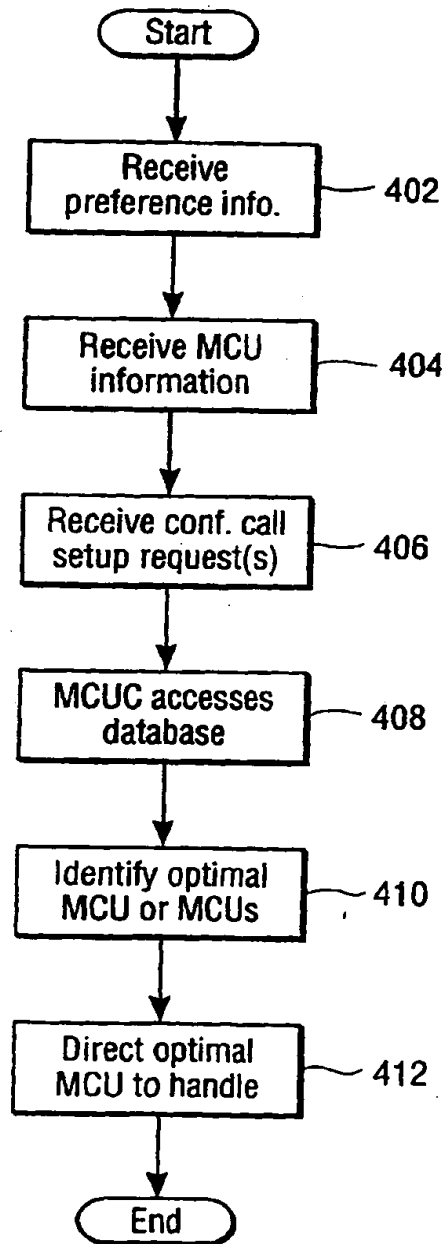 Start
Receive
preference info.
402
Receive MCU
information
404
Receive conf. call
setup request(s)
406
MCUC accesses
database
408
Identify optimal
MCU or MCUs
410
Direct optimal
MCU to handle
412
End